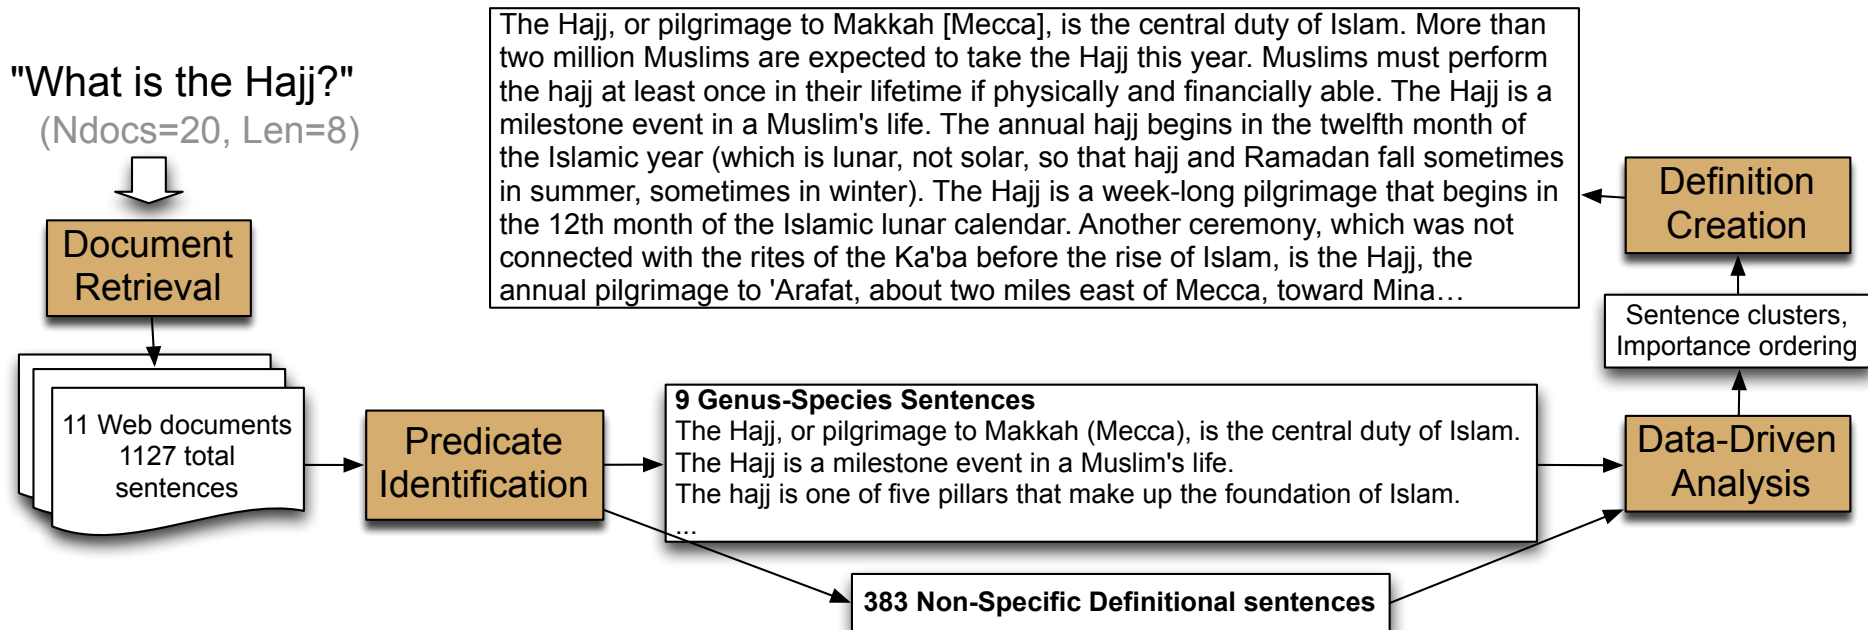 "What is the Hajj?"
(Ndocs=20, Len=8)
Document
Retrieval
11 Web documents
1127 total
sentences
Predicate
Identification
9 Genus-Species Sentences
The Hajj, or pilgrimage to Makkah (Mecca), is the central duty of Islam.
The Hajj is a milestone event in a Muslim's life.
The hajj is one of five pillars that make up the foundation of Islam.
...
383 Non-Specific Definitional sentences
Data-Driven
Analysis
Sentence clusters,
Importance ordering
Definition
Creation
The Hajj, or pilgrimage to Makkah [Mecca], is the central duty of Islam. More than
two million Muslims are expected to take the Hajj this year. Muslims must perform
the hajj at least once in their lifetime if physically and financially able. The Hajj is a
milestone event in a Muslim's life. The annual hajj begins in the twelfth month of
the Islamic year (which is lunar, not solar, so that hajj and Ramadan fall sometimes
in summer, sometimes in winter). The Hajj is a week-long pilgrimage that begins in
the 12th month of the Islamic lunar calendar. Another ceremony, which was not
connected with the rites of the Ka'ba before the rise of Islam, is the Hajj, the
annual pilgrimage to 'Arafat, about two miles east of Mecca, toward Mina…